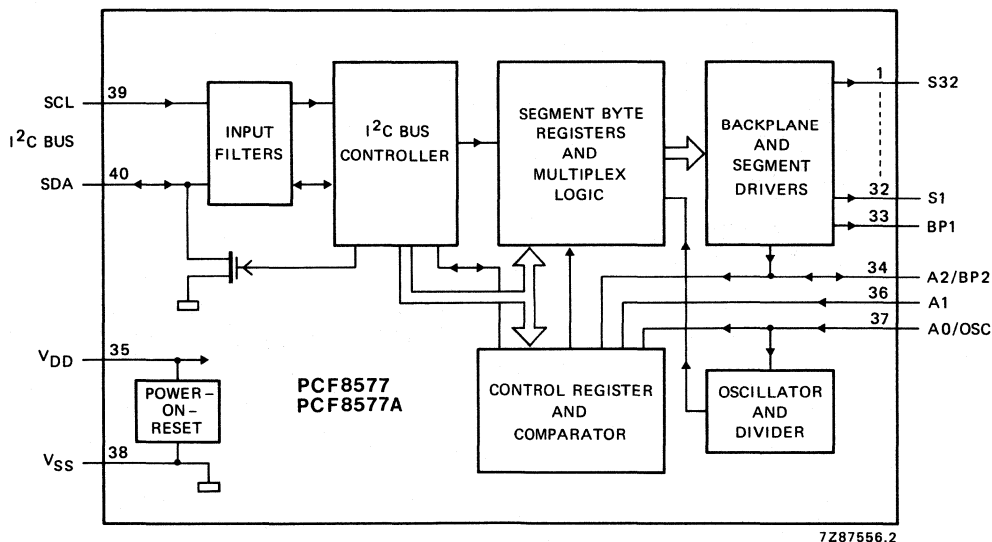 SCL
39
I²C BUS
SDA
40
INPUT
FILTERS
I²C BUS
CONTROLLER
SEGMENT BYTE
REGISTERS
AND
MULTIPLEX
LOGIC
BACKPLANE
AND
SEGMENT
DRIVERS
1
S32
32
S1
33
BP1
34
A2/BP2
36
A1
37
A0/OSC
VDD
35
POWER-
ON-
RESET
VSS
38
PCF8577
PCF8577A
CONTROL REGISTER
AND
COMPARATOR
OSCILLATOR
AND
DIVIDER
7Z87556.2